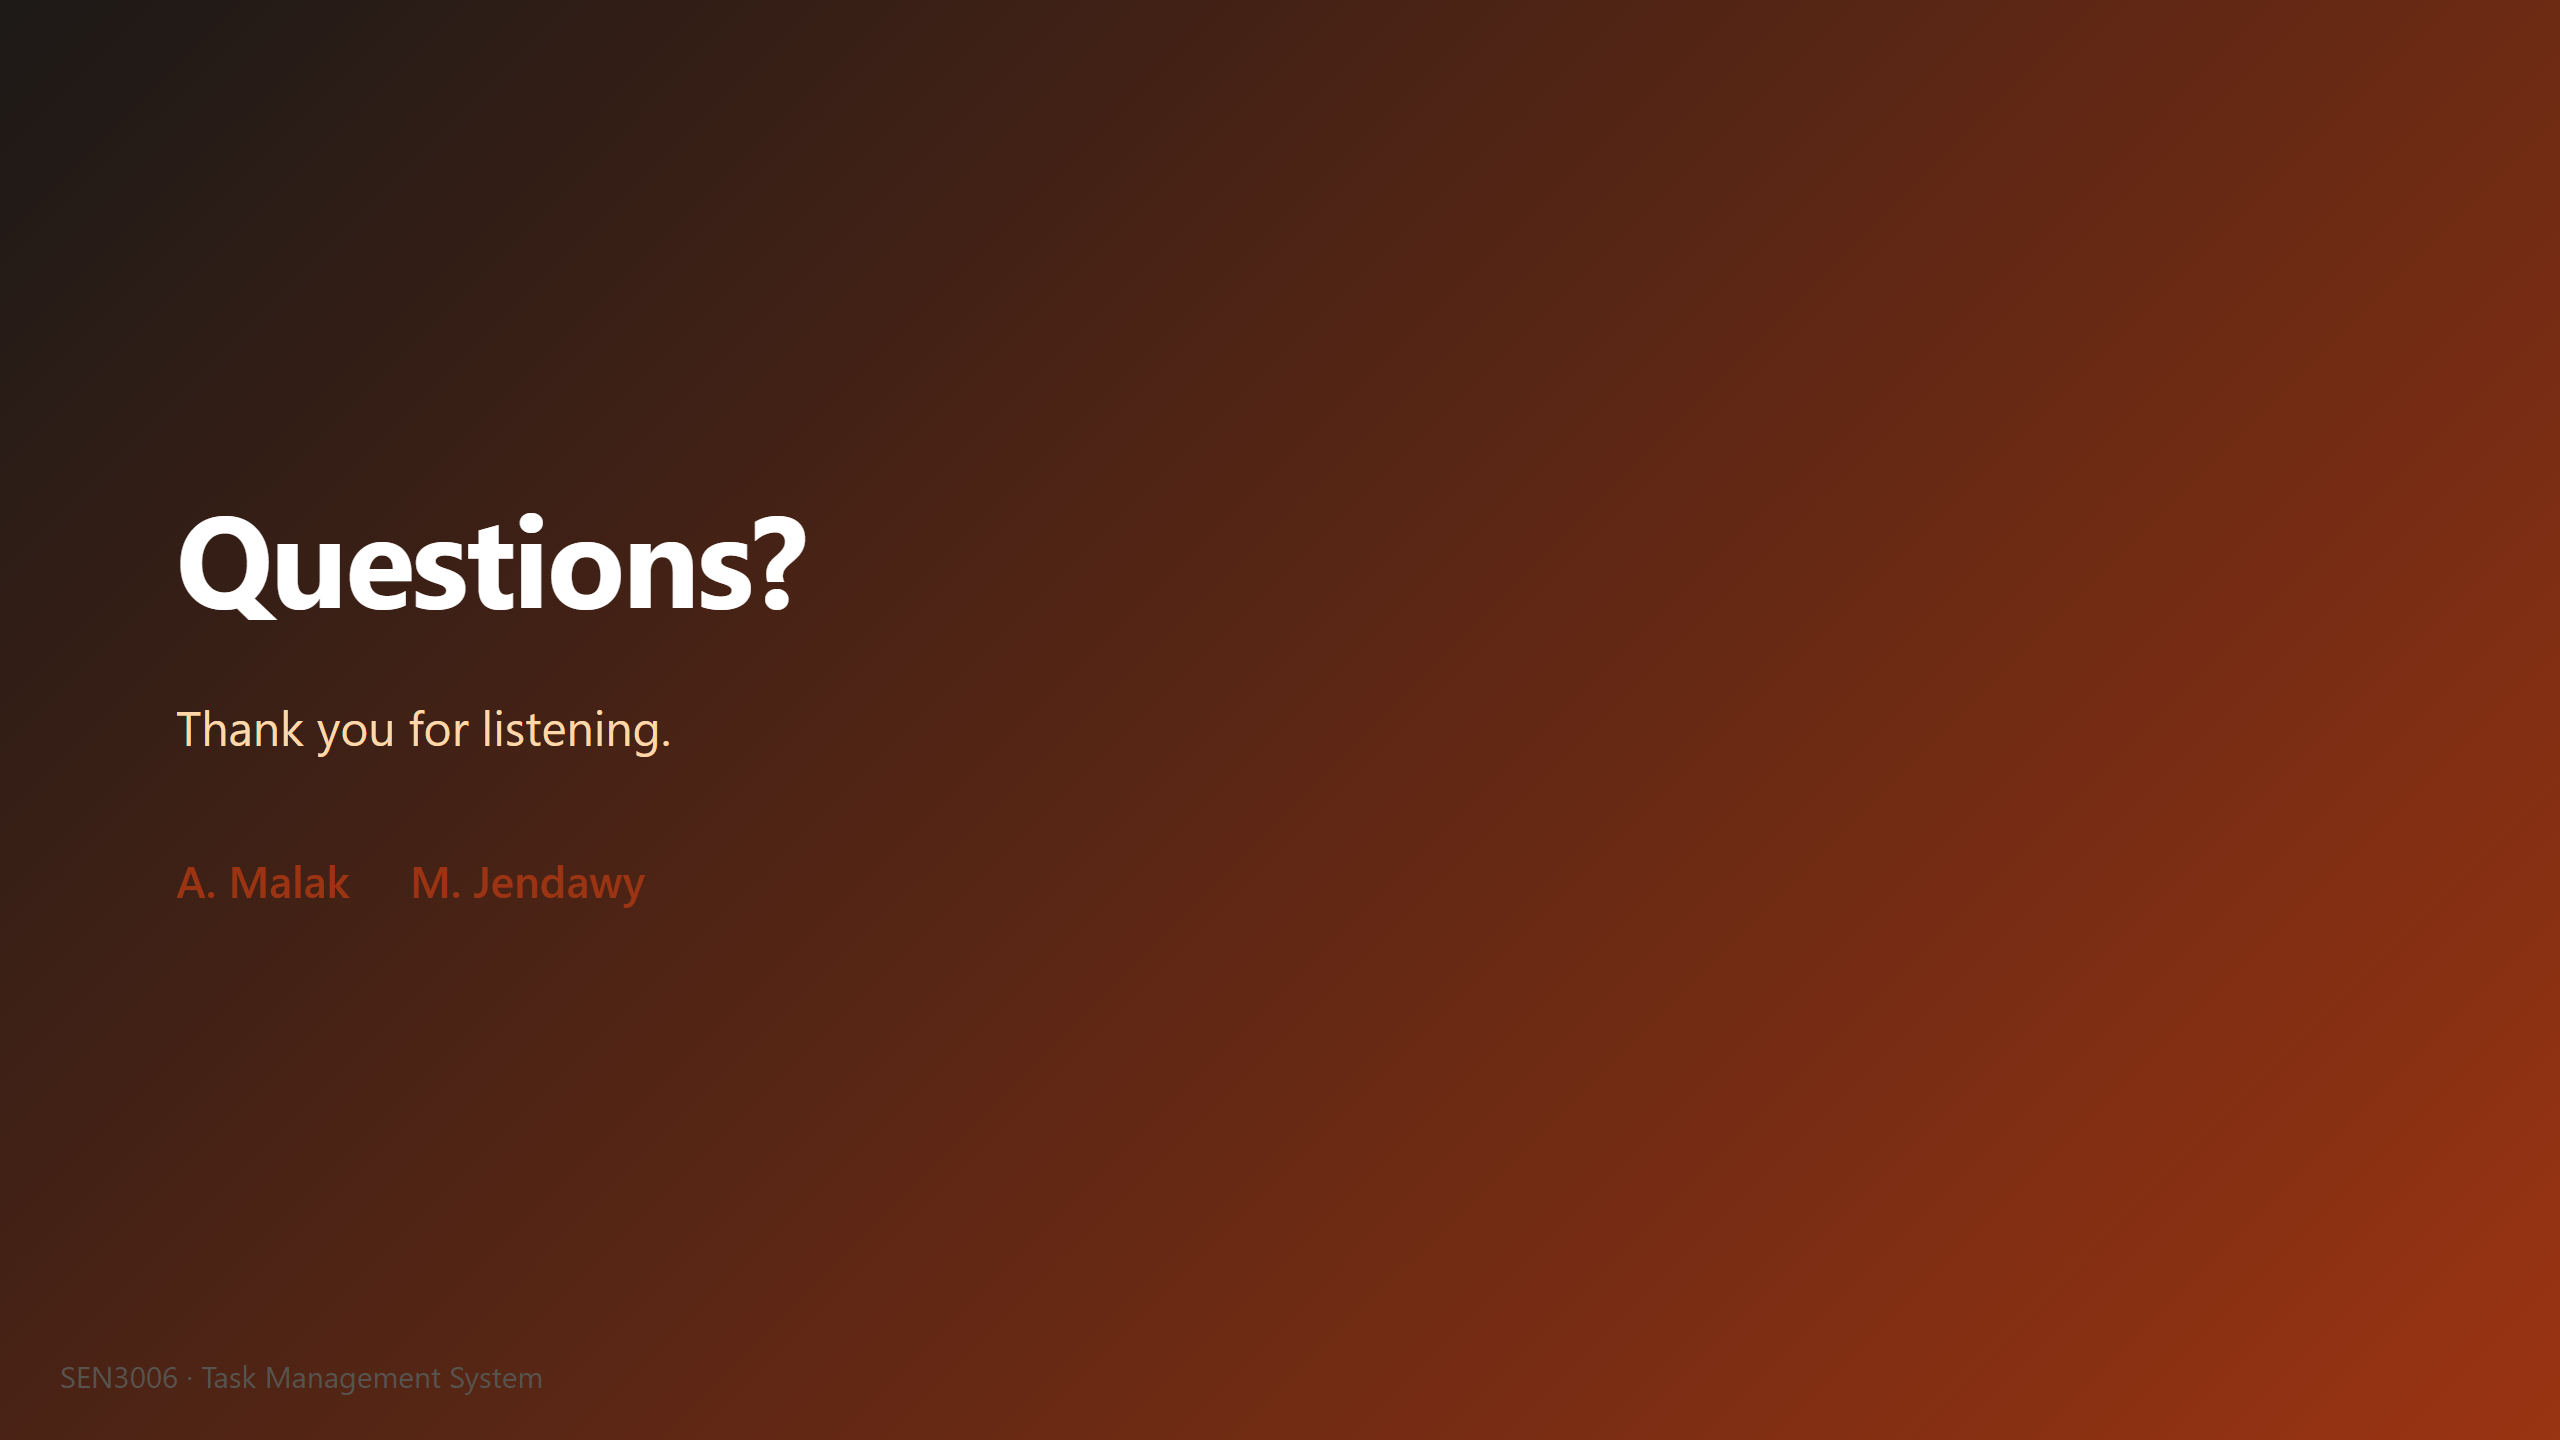 Questions?
Thank you for listening.
A. Malak M. Jendawy
SEN3006 · Task Management System